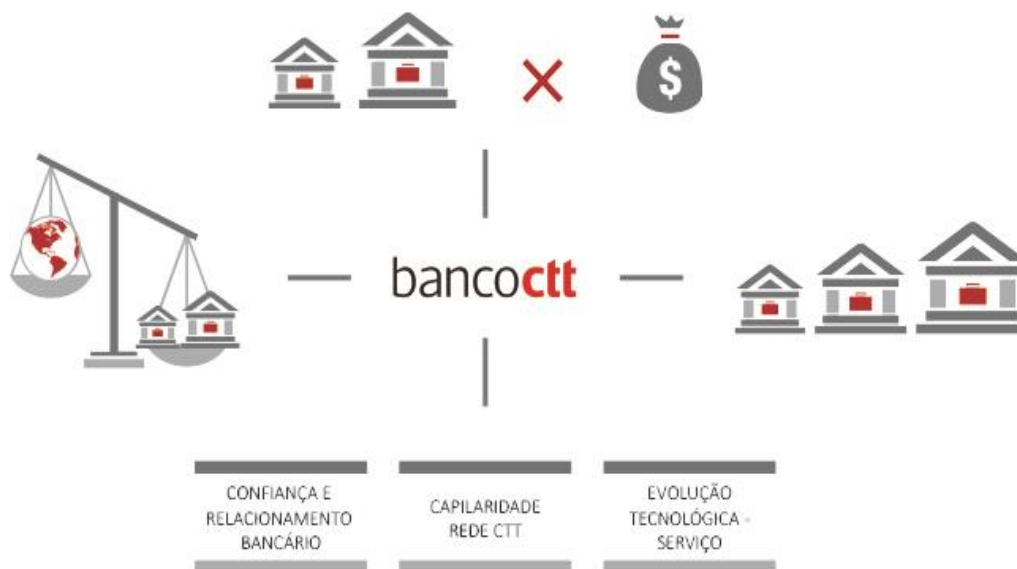 $
bancoctt
CONFIANÇA E
RELACIONAMENTO
BANCÁRIO
CAPILARIDADE
REDE CTT
EVOLUÇÃO
TECNOLÓGICA -
SERVIÇO